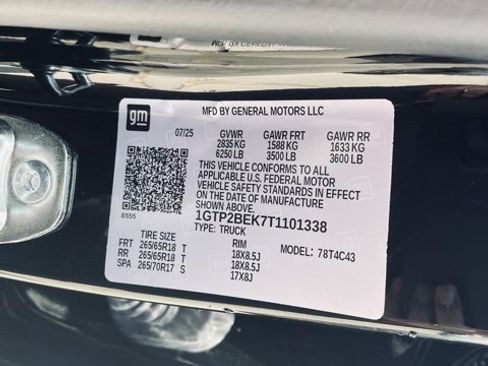 gm
MFD BY GENERAL MOTORS LLC
07/25 GVWR GAWR FRT GAWR RR
2835 KG 1588 KG 1633 KG
6250 LB 3500 LB 3600 LB
THIS VEHICLE CONFORMS TO ALL
APPLICABLE U.S. FEDERAL MOTOR
VEHICLE SAFETY STANDARDS IN EFFECT
ON THE DATE OF MANUFACTURE
SHOWN ABOVE.
B555 1GTP2BEK7T1101338
TYPE: TRUCK
TIRE SIZE RIM MODEL: 78T4C43
FRT 265/65R18 T 18X8.5J
RR 265/65R18 T 18X8.5J
SPA 265/70R17 S 17X8J